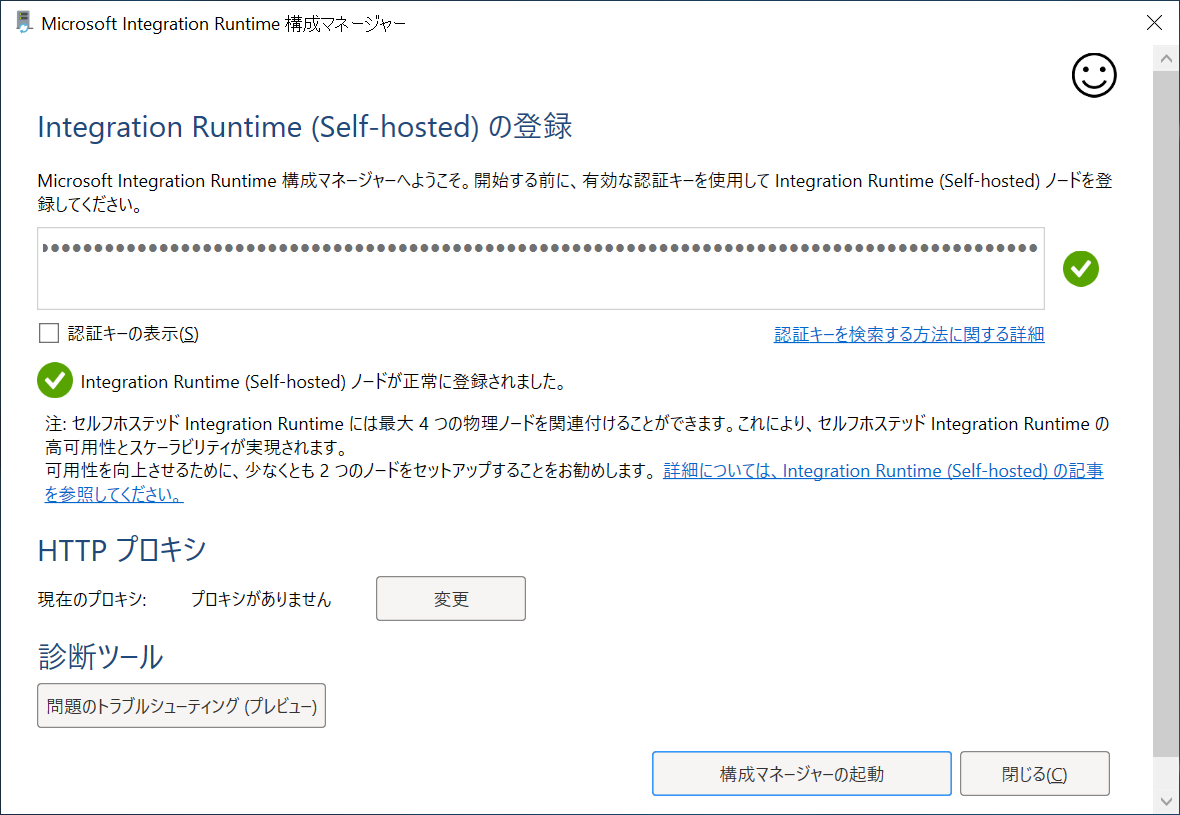 Microsoft Integration Runtime 構成マネージャー
Integration Runtime (Self-hosted) の登録
Microsoft Integration Runtime 構成マネージャーへようこそ。開始する前に、有効な認証キーを使用して Integration Runtime (Self-hosted) ノードを登
録してください。
認証キーの表示(S)
認証キーを検索する方法に関する詳細
Integration Runtime (Self-hosted) ノードが正常に登録されました。
注: セルフホステッド Integration Runtime には最大 4 つの物理ノードを関連付けることができます。これにより、セルフホステッド Integration Runtime の
高可用性とスケーラビリティが実現されます。
可用性を向上させるために、少なくとも 2 つのノードをセットアップすることをお勧めします。 詳細については、Integration Runtime (Self-hosted) の記事
を参照してください。
HTTP プロキシ
現在のプロキシ: プロキシがありません 変更
診断ツール
問題のトラブルシューティング (プレビュー)
構成マネージャーの起動 閉じる(C)